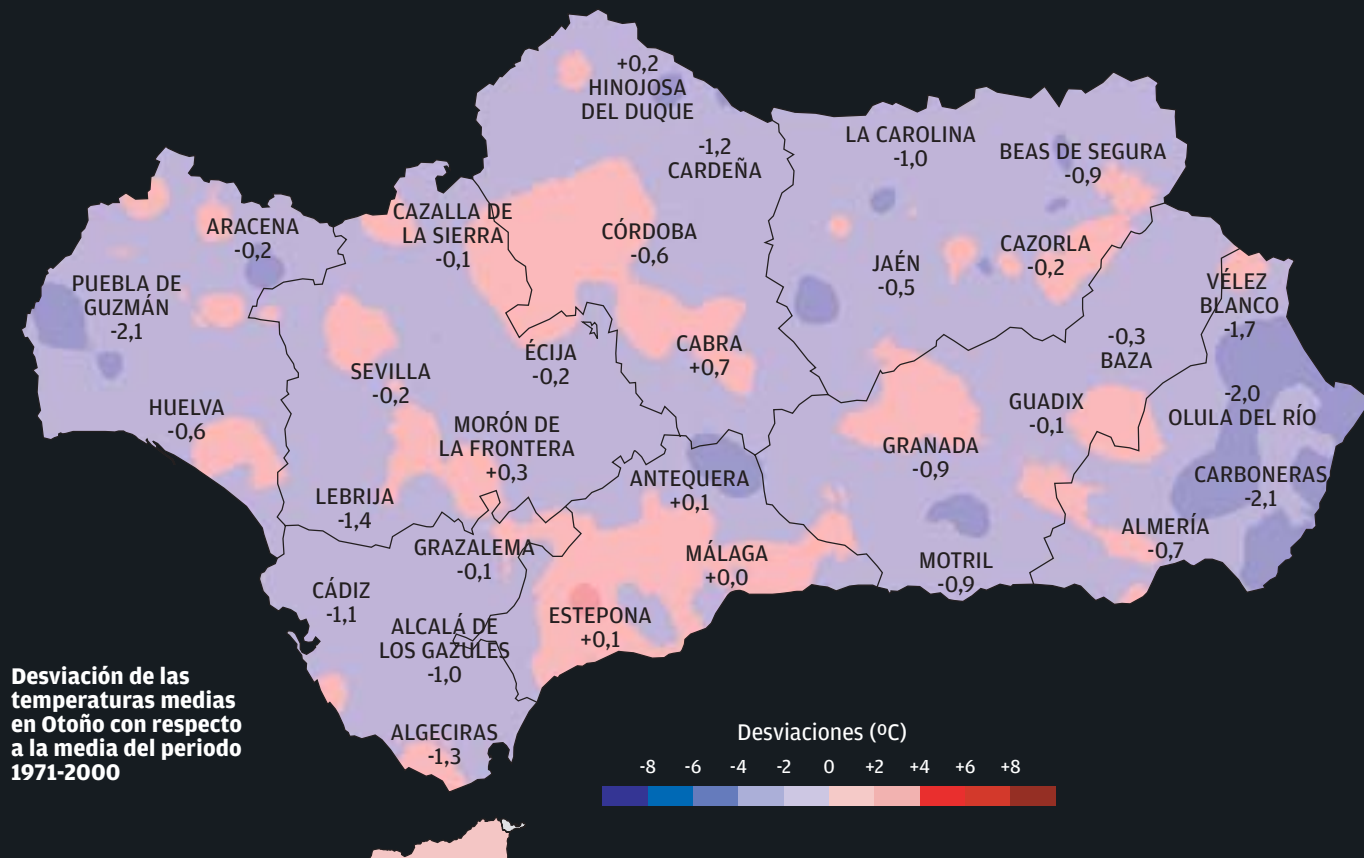 +0,2
HINOJOSA
DEL DUQUE
-1,2
CARDEÑA
LA CAROLINA
-1,0
BEAS DE SEGURA
-0,9
ARACENA
-0,2
CAZALLA DE
LA SIERRA
-0,1
CÓRDOBA
-0,6
JAÉN
-0,5
CAZORLA
-0,2
PUEBLA DE
GUZMÁN
-2,1
VÉLEZ
BLANCO
-1,7
SEVILLA
-0,2
ÉCIJA
-0,2
CABRA
+0,7
-0,3
BAZA
HUELVA
-0,6
MORÓN DE
LA FRONTERA
+0,3
GUADIX
-0,1
-2,0
OLULA DEL RÍO
GRANADA
-0,9
LEBRIJA
-1,4
ANTEQUERA
+0,1
CARBONERAS
-2,1
GRAZALEMA
-0,1
MÁLAGA
+0,0
MOTRIL
-0,9
ALMERÍA
-0,7
CÁDIZ
-1,1
ALCALÁ DE
LOS GAZULES
-1,0
ESTEPONA
+0,1
ALGECIRAS
-1,3
Desviación de las
temperaturas medias
en Otoño con respecto
a la media del periodo
1971-2000
Desviaciones (ºC)
-8 -6 -4 -2 0 +2 +4 +6 +8